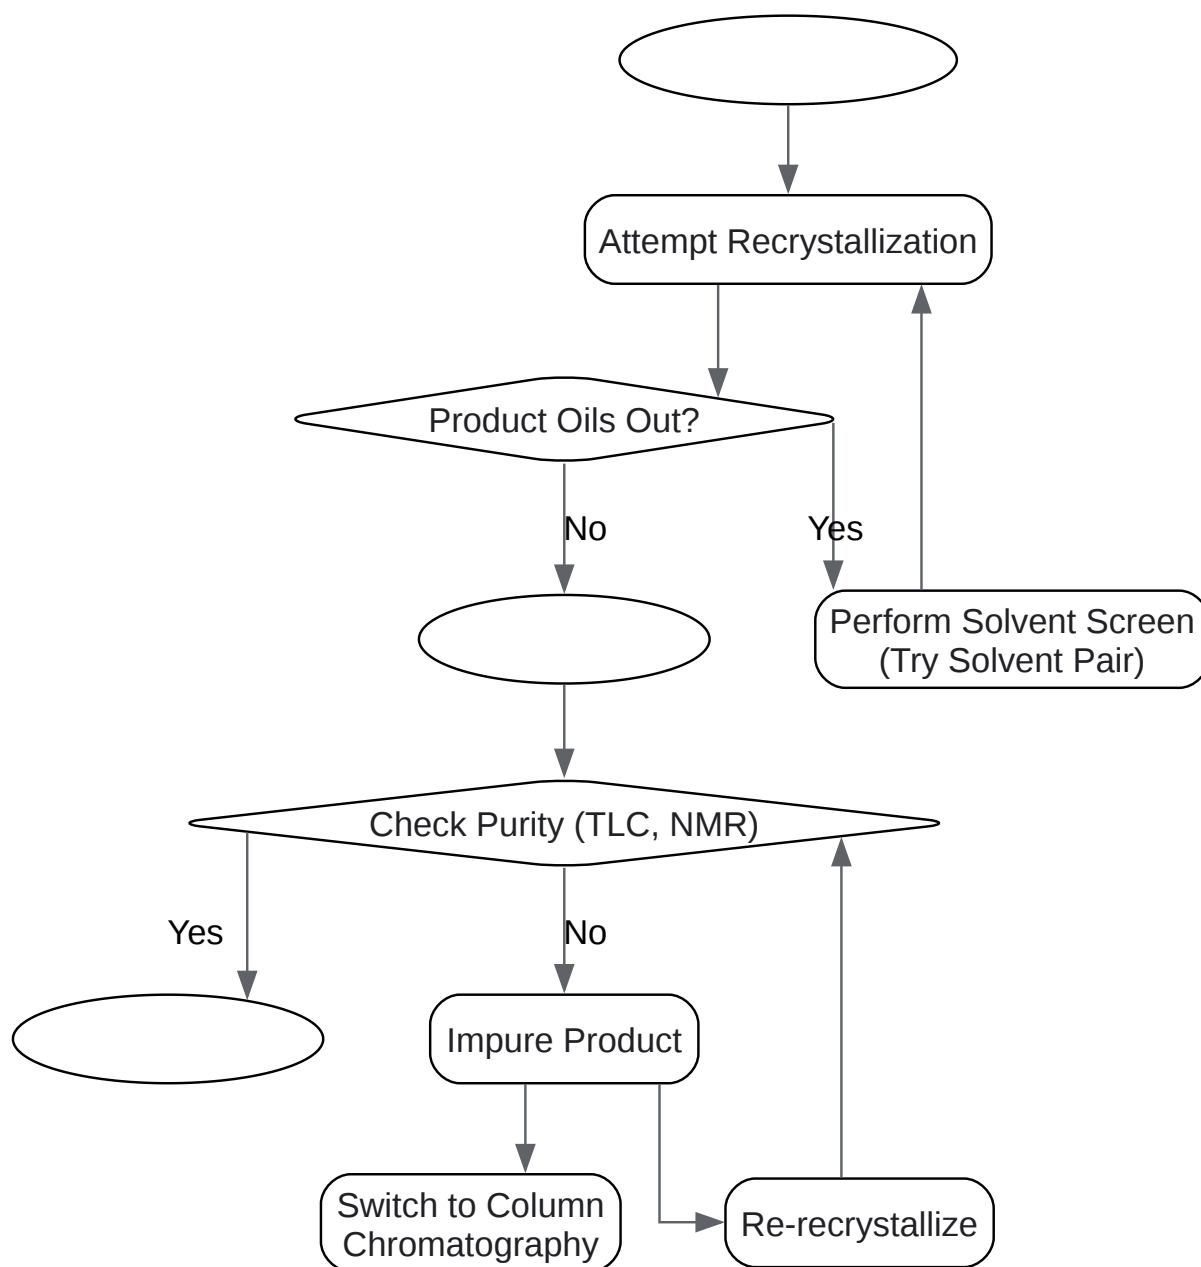 Attempt Recrystallization
Product Oils Out?
No
Yes
Perform Solvent Screen
(Try Solvent Pair)
Check Purity (TLC, NMR)
Yes
No
Impure Product
Switch to Column
Chromatography
Re-recrystallize